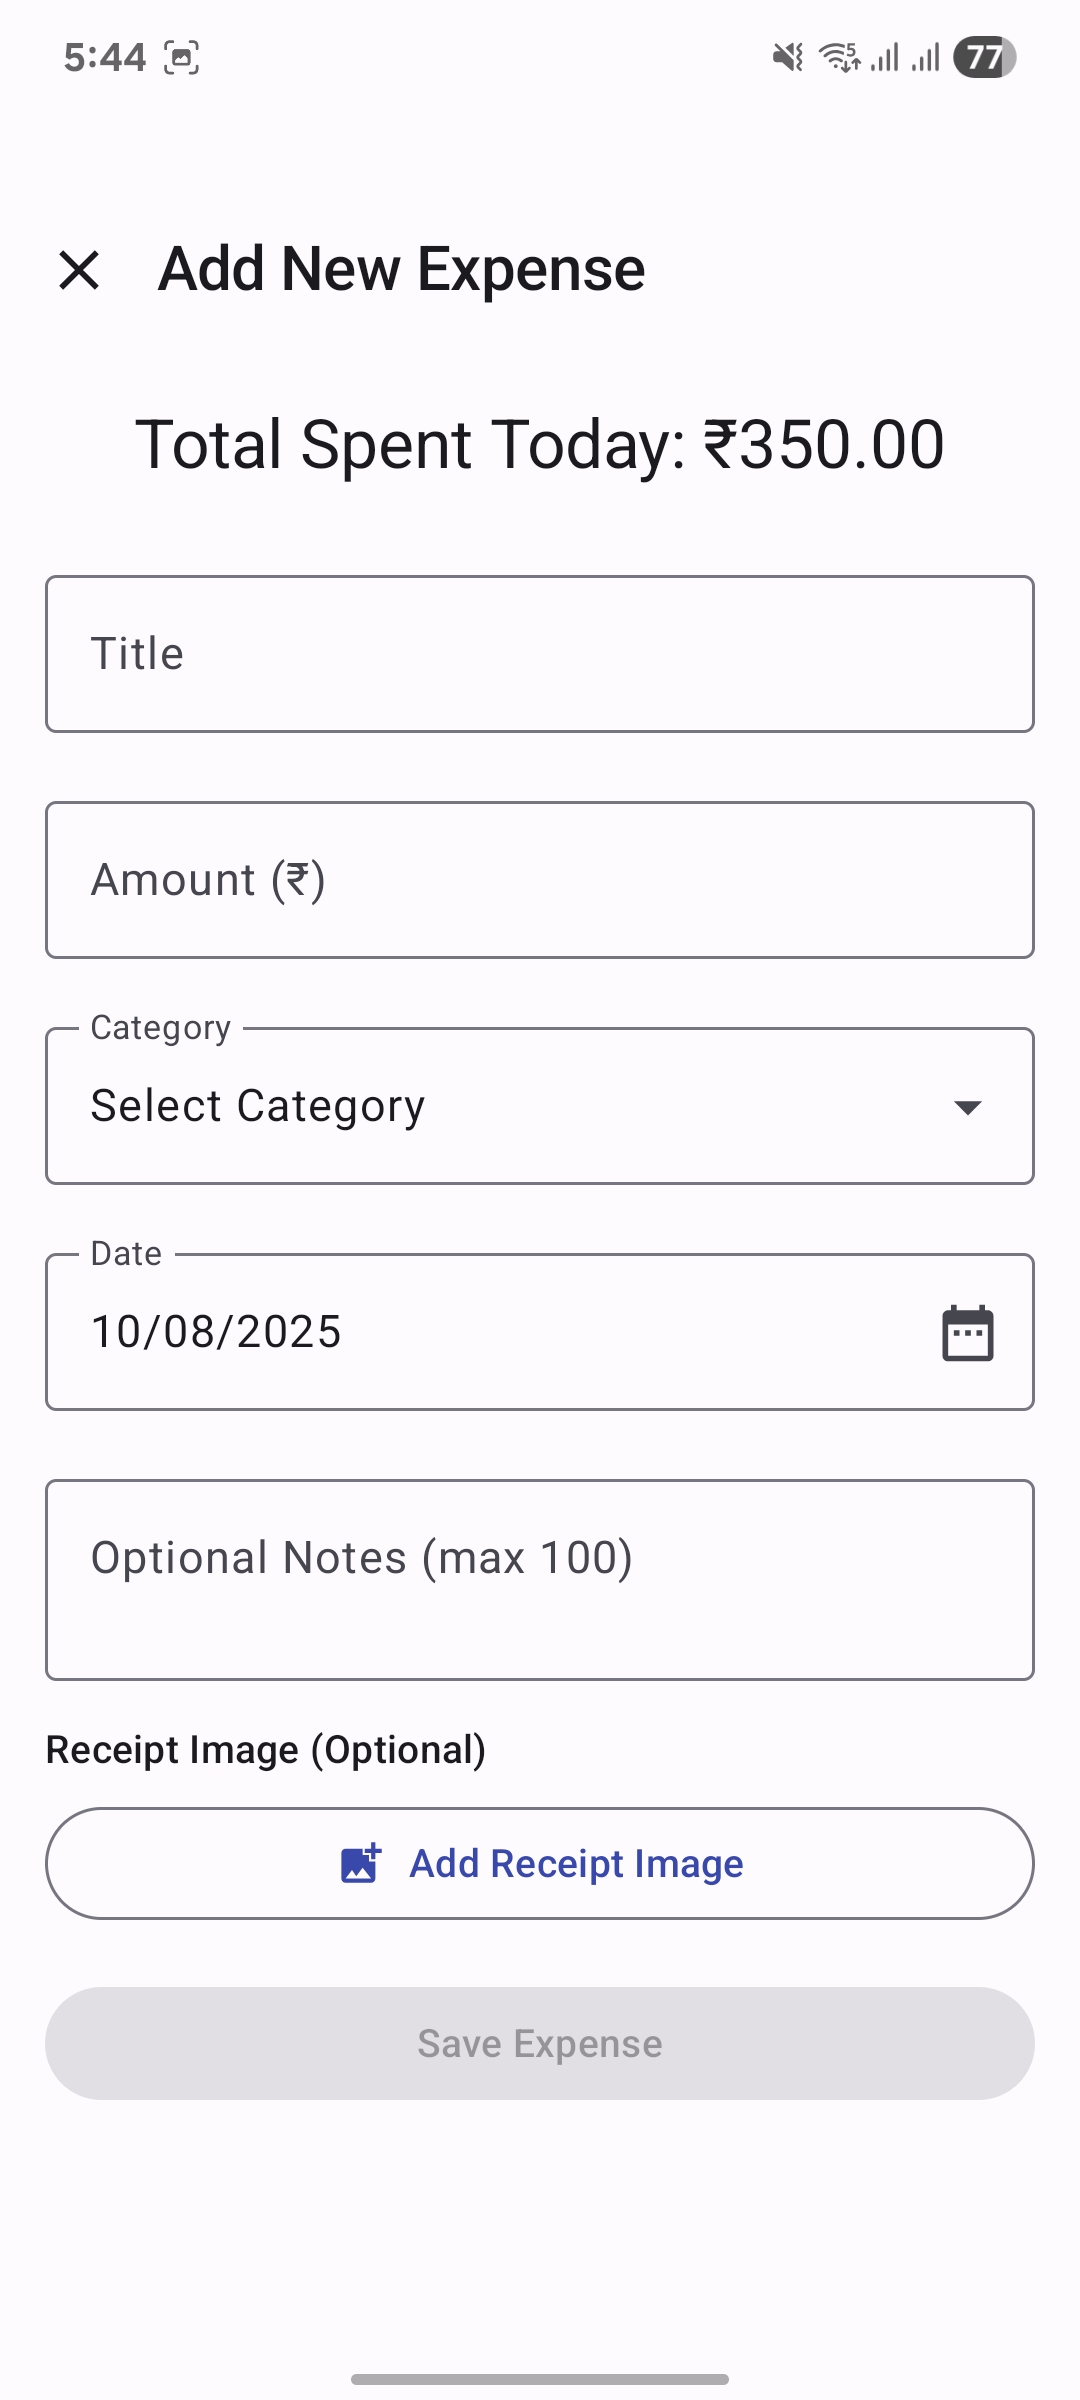 5:44
5
77
Add New Expense
Total Spent Today: ₹350.00
Title
Amount (₹)
Category
Select Category
Date
10/08/2025
Optional Notes (max 100)
Receipt Image (Optional)
Add Receipt Image
Save Expense